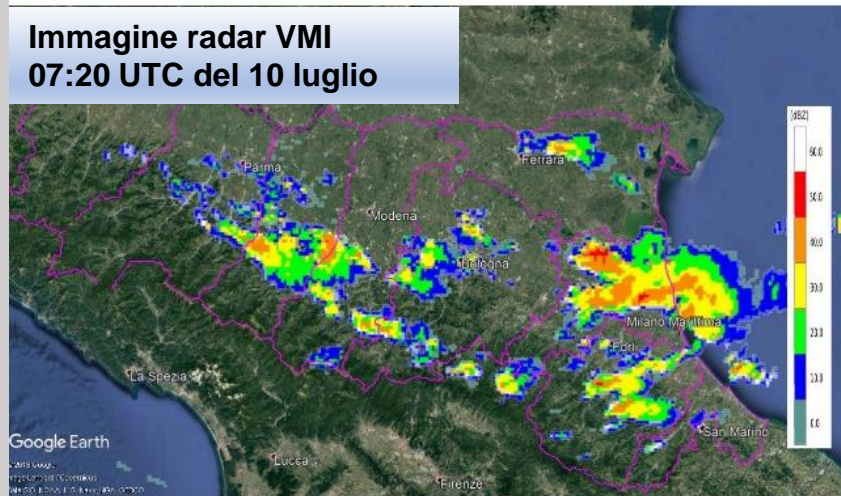 Immagine radar VMI
07:20 UTC del 10 luglio
(dBZ)
60.0
50.0
40.0
30.0
20.0
10.0
0.0
Parma
Ferrara
Modena
Bologna
Milano Marittima
Forlì
La Spezia
San Marino
Google Earth
Lucca
Firenze